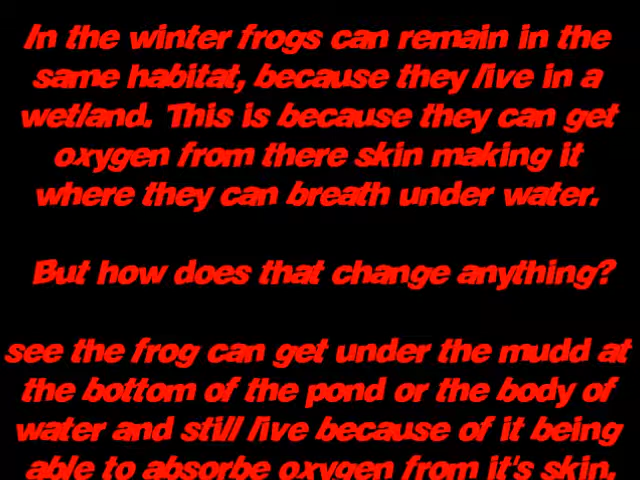 In the winter frogs can remain in the
same habitat, because they live in a
wetland. This is because they can get
oxygen from there skin making it
where they can breath under water.
But how does that change anything?
see the frog can get under the mudd at
the bottom of the pond or the body of
water and still live because of it being
able to absorbe oxygen from it's skin.